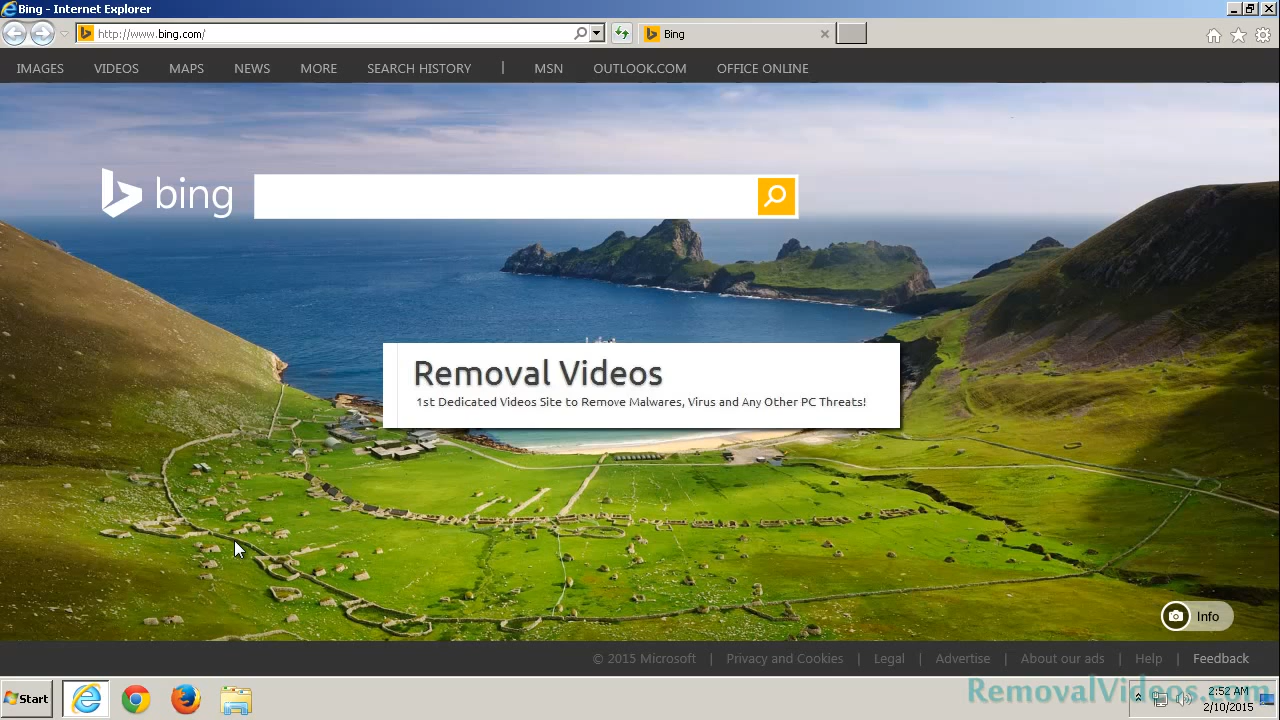 Bing - Internet Explorer
http://www.bing.com/
Bing
IMAGES VIDEOS MAPS NEWS MORE SEARCH HISTORY | MSN OUTLOOK.COM OFFICE ONLINE
bing
Removal Videos
1st Dedicated Videos Site to Remove Malwares, Virus and Any Other PC Threats!
Info
© 2015 Microsoft | Privacy and Cookies | Legal | Advertise | About our ads | Help | Feedback
RemovalVideos.com
Start
2:52 AM
2/10/2015